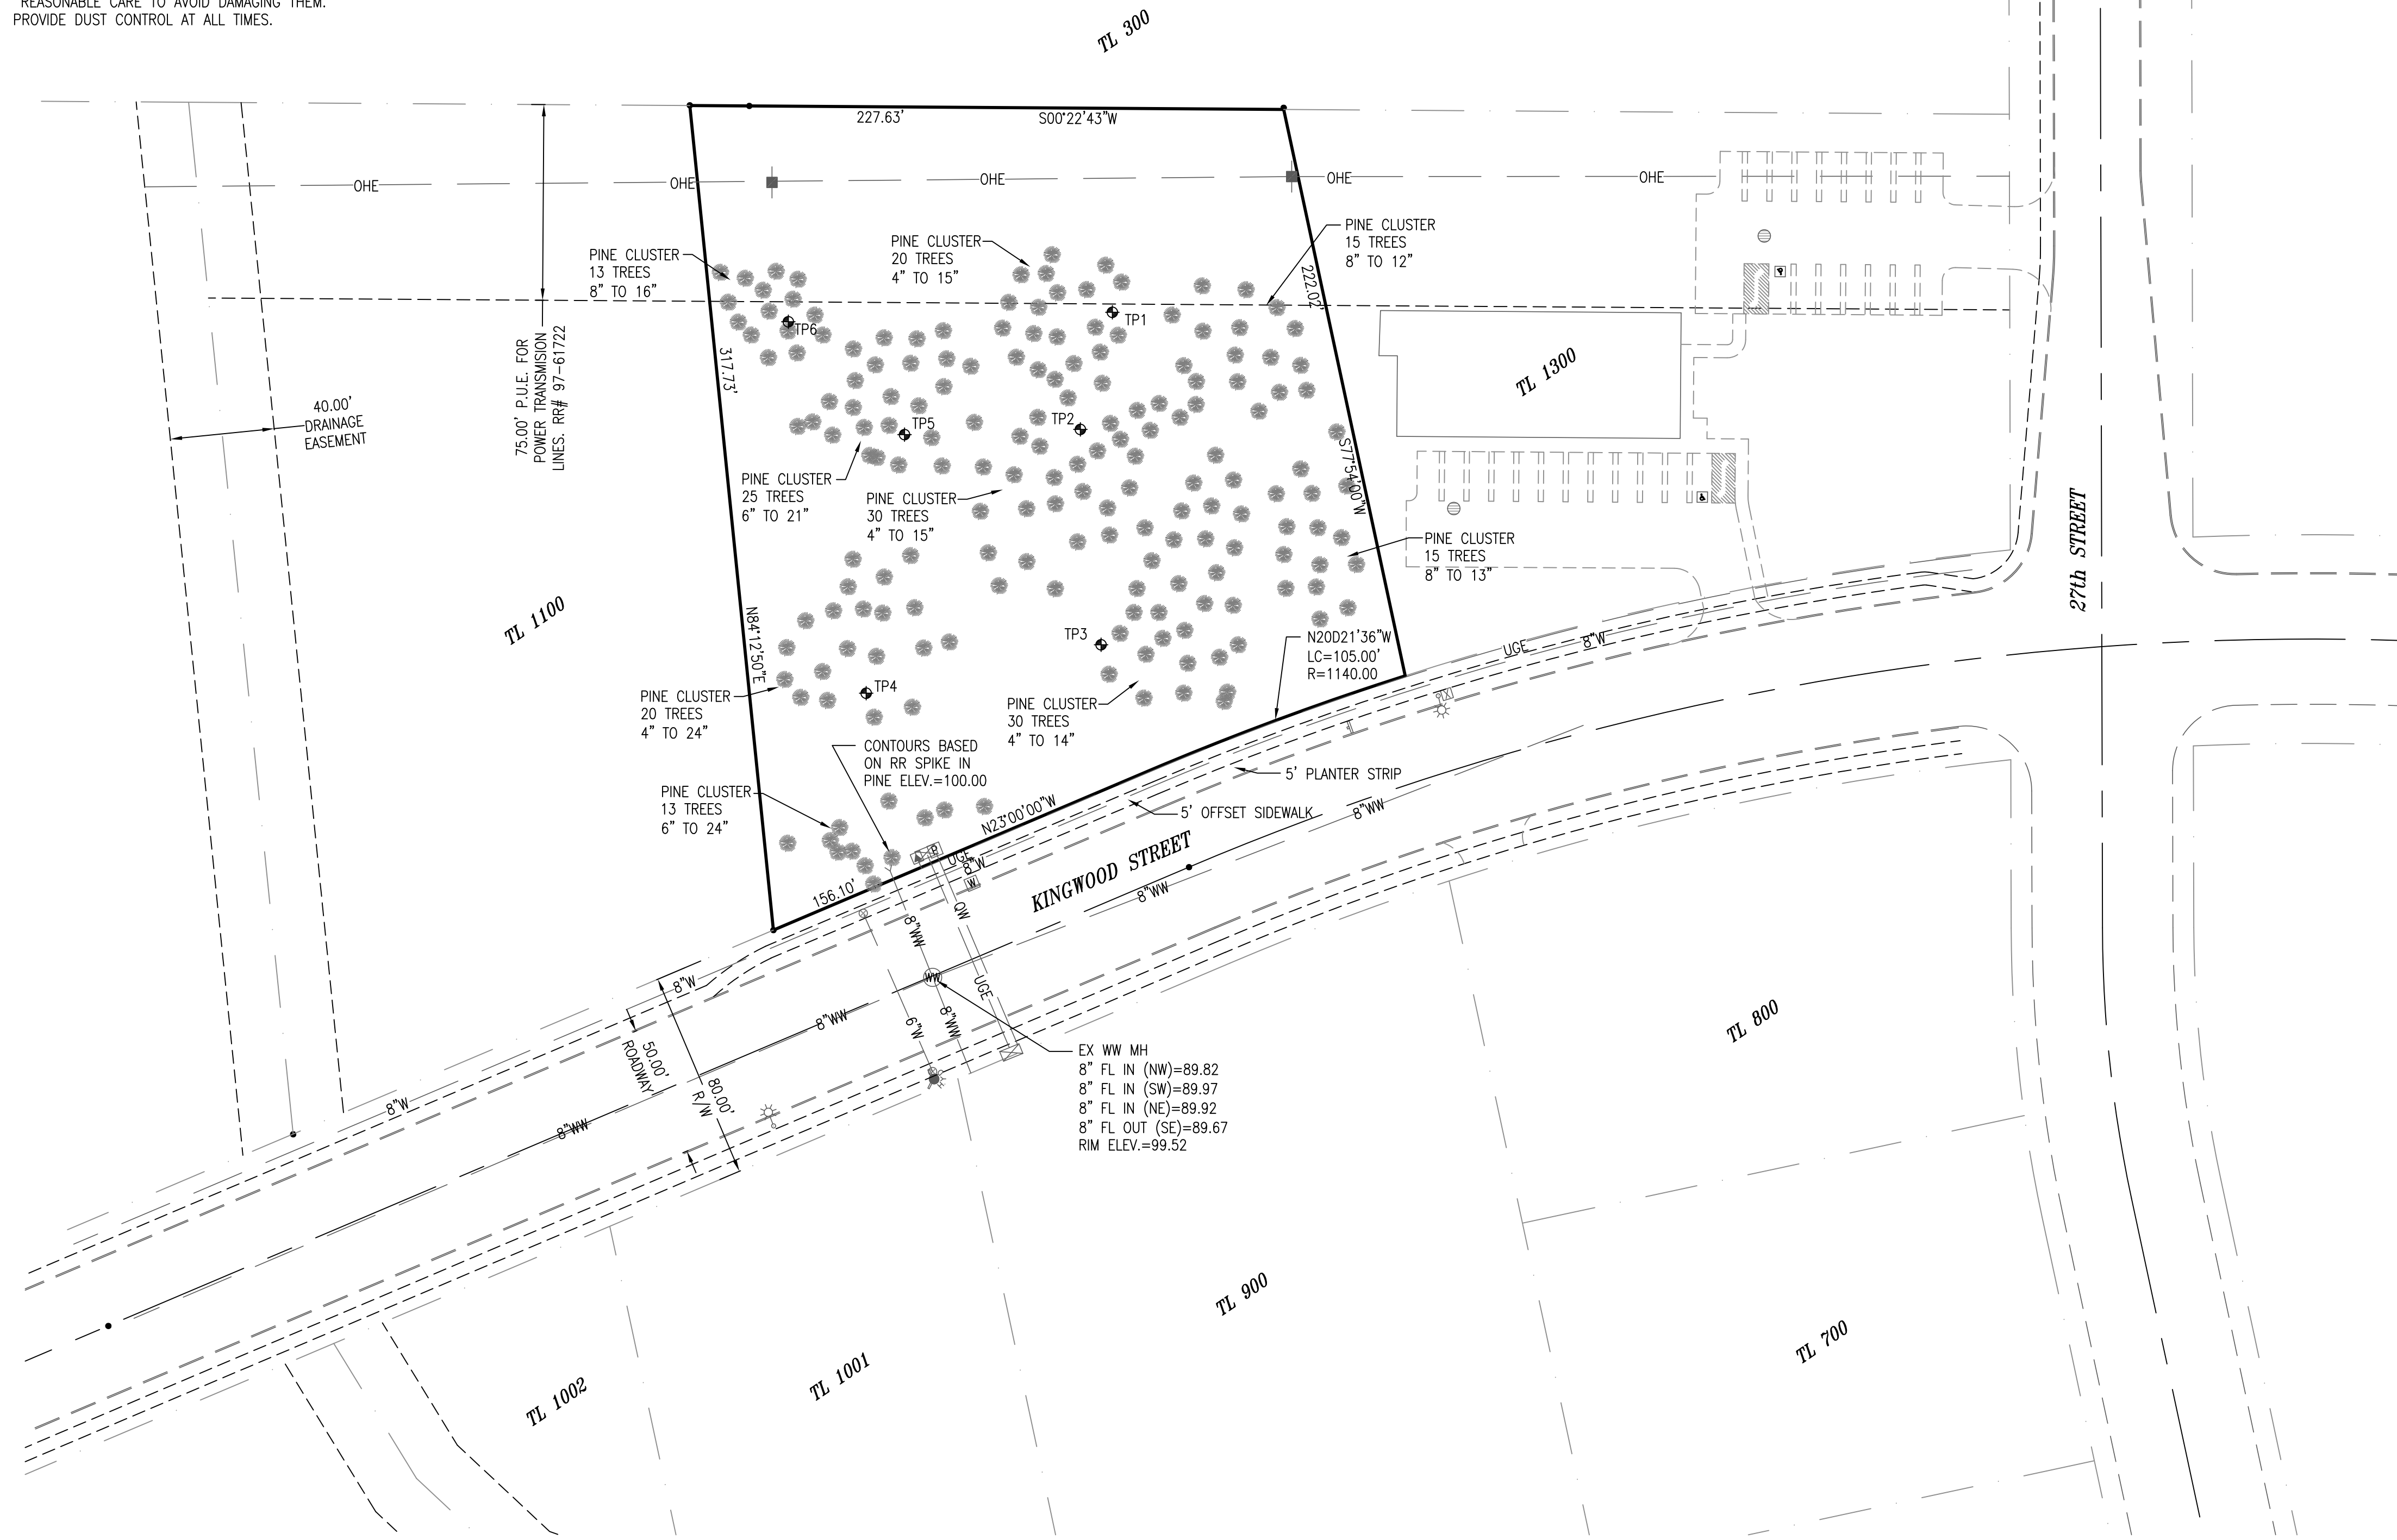 REASONABLE CARE TO AVOID DAMAGING THEM.
PROVIDE DUST CONTROL AT ALL TIMES.
TL 300
227.63'
S00°22'43"W
OHE
OHE
OHE
OHE
OHE
PINE CLUSTER
13 TREES
8" TO 16"
PINE CLUSTER
20 TREES
4" TO 15"
PINE CLUSTER
15 TREES
8" TO 12"
222.02'
TP6
TP1
75.00' P.U.E. FOR
POWER TRANSMISION
LINES. RR# 97-61722
317.73'
TL 1300
40.00'
DRAINAGE
EASEMENT
TP5
TP2
S77°54'00"W
PINE CLUSTER
25 TREES
6" TO 21"
PINE CLUSTER
30 TREES
4" TO 15"
PINE CLUSTER
15 TREES
8" TO 13"
27th STREET
TL 1100
N84°12'50"E
TP3
N20D21'36"W
LC=105.00'
R=1140.00
UGE
8"W
TP4
PINE CLUSTER
20 TREES
4" TO 24"
PINE CLUSTER
30 TREES
4" TO 14"
CONTOURS BASED
ON RR SPIKE IN
PINE ELEV.=100.00
5' PLANTER STRIP
5' OFFSET SIDEWALK
PINE CLUSTER
13 TREES
6" TO 24"
N23°00'00"W
156.10'
P
UGE
8"W
W
KINGWOOD STREET
8"WW
8"WW
8"WW
QW
UGE
WW
8"W
8"WW
6"W
8"WW
50.00'
ROADWAY
80.00'
R/W
8"W
8"WW
EX WW MH
8" FL IN (NW)=89.82
8" FL IN (SW)=89.97
8" FL IN (NE)=89.92
8" FL OUT (SE)=89.67
RIM ELEV.=99.52
TL 800
TL 900
TL 700
TL 1001
TL 1002